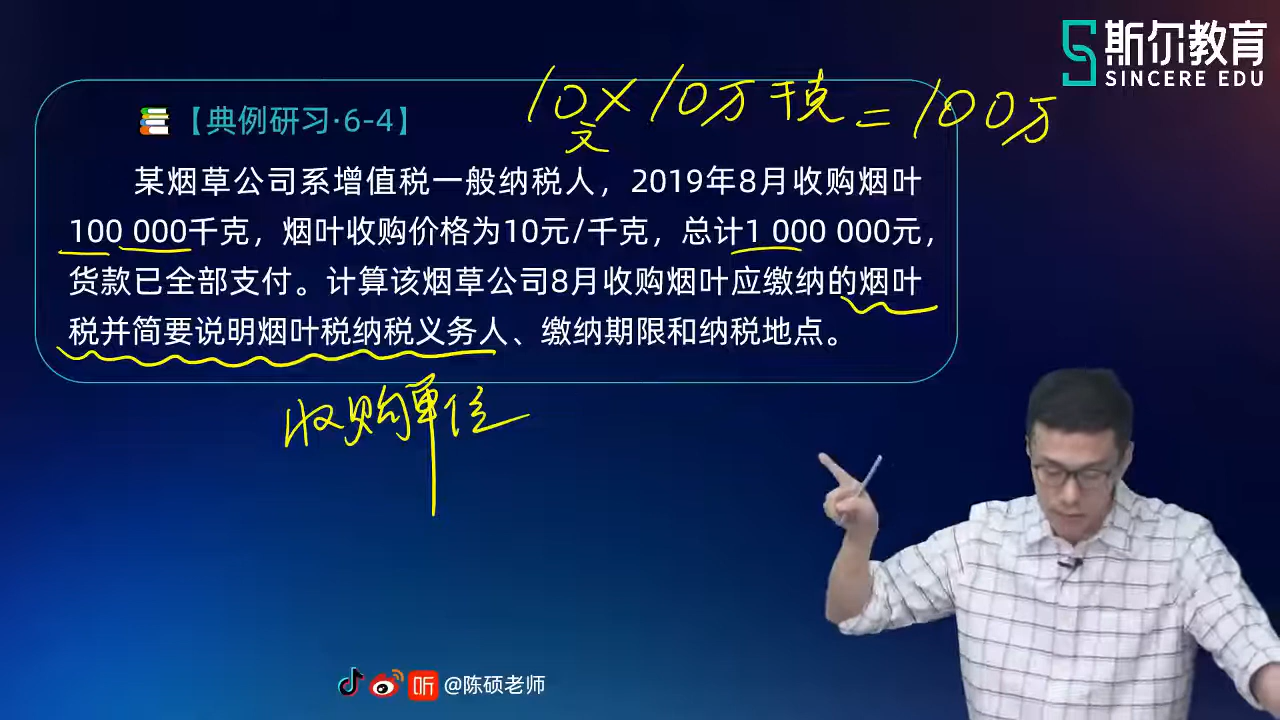 斯尔教育
SINCERE EDU
10 × 10万千克 = 100万
元
【典例研习·6-4】
某烟草公司系增值税一般纳税人，2019年8月收购烟叶
100 000千克，烟叶收购价格为10元/千克，总计1 000 000元，
货款已全部支付。计算该烟草公司8月收购烟叶应缴纳的烟叶
税并简要说明烟叶税纳税义务人、缴纳期限和纳税地点。
收购单位
听 @陈硕老师